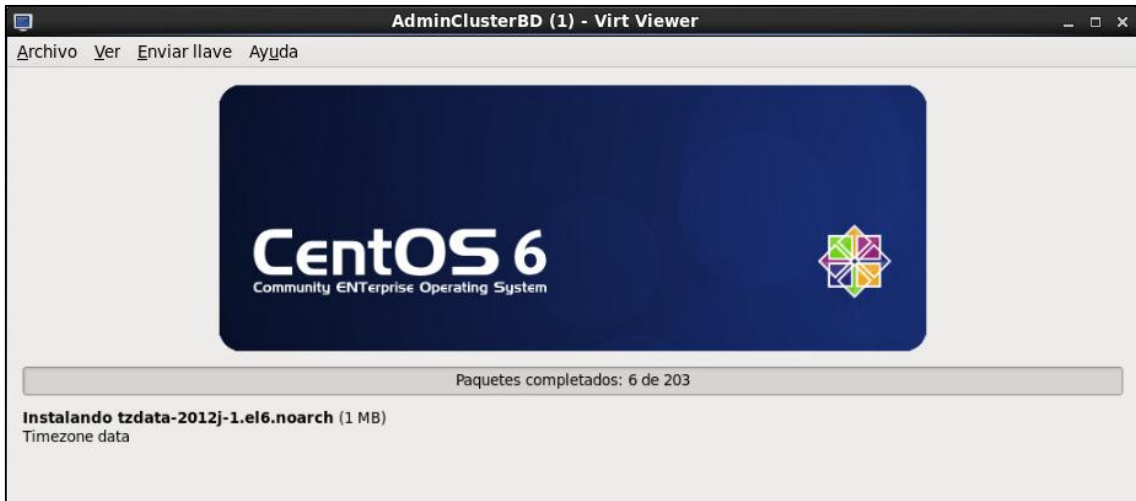 AdminClusterBD (1) - Virt Viewer
Archivo Ver Enviar llave Ayuda
CentOS 6
Community ENTerprise Operating System
Paquetes completados: 6 de 203
Instalando tzdata-2012j-1.el6.noarch (1 MB)
Timezone data